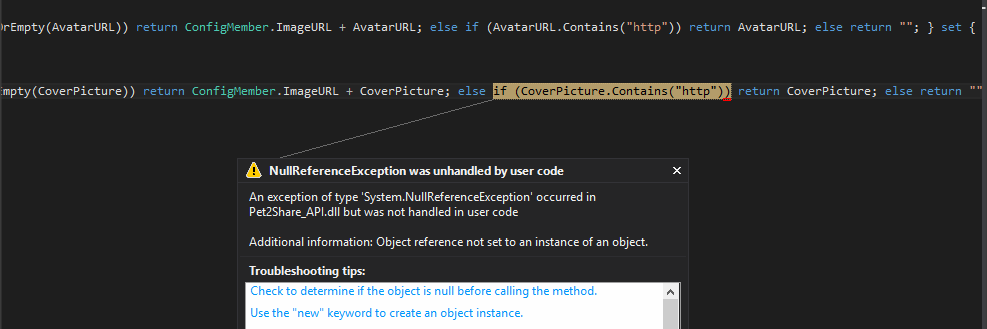 OrEmpty(AvatarURL)) return ConfigMember.ImageURL + AvatarURL; else if (AvatarURL.Contains("http")) return AvatarURL; else return ""; } set {
Empty(CoverPicture)) return ConfigMember.ImageURL + CoverPicture; else if (CoverPicture.Contains("http")) return CoverPicture; else return ""
NullReferenceException was unhandled by user code
An exception of type 'System.NullReferenceException' occurred in
Pet2Share_API.dll but was not handled in user code
Additional information: Object reference not set to an instance of an object.
Troubleshooting tips:
Check to determine if the object is null before calling the method.
Use the "new" keyword to create an object instance.